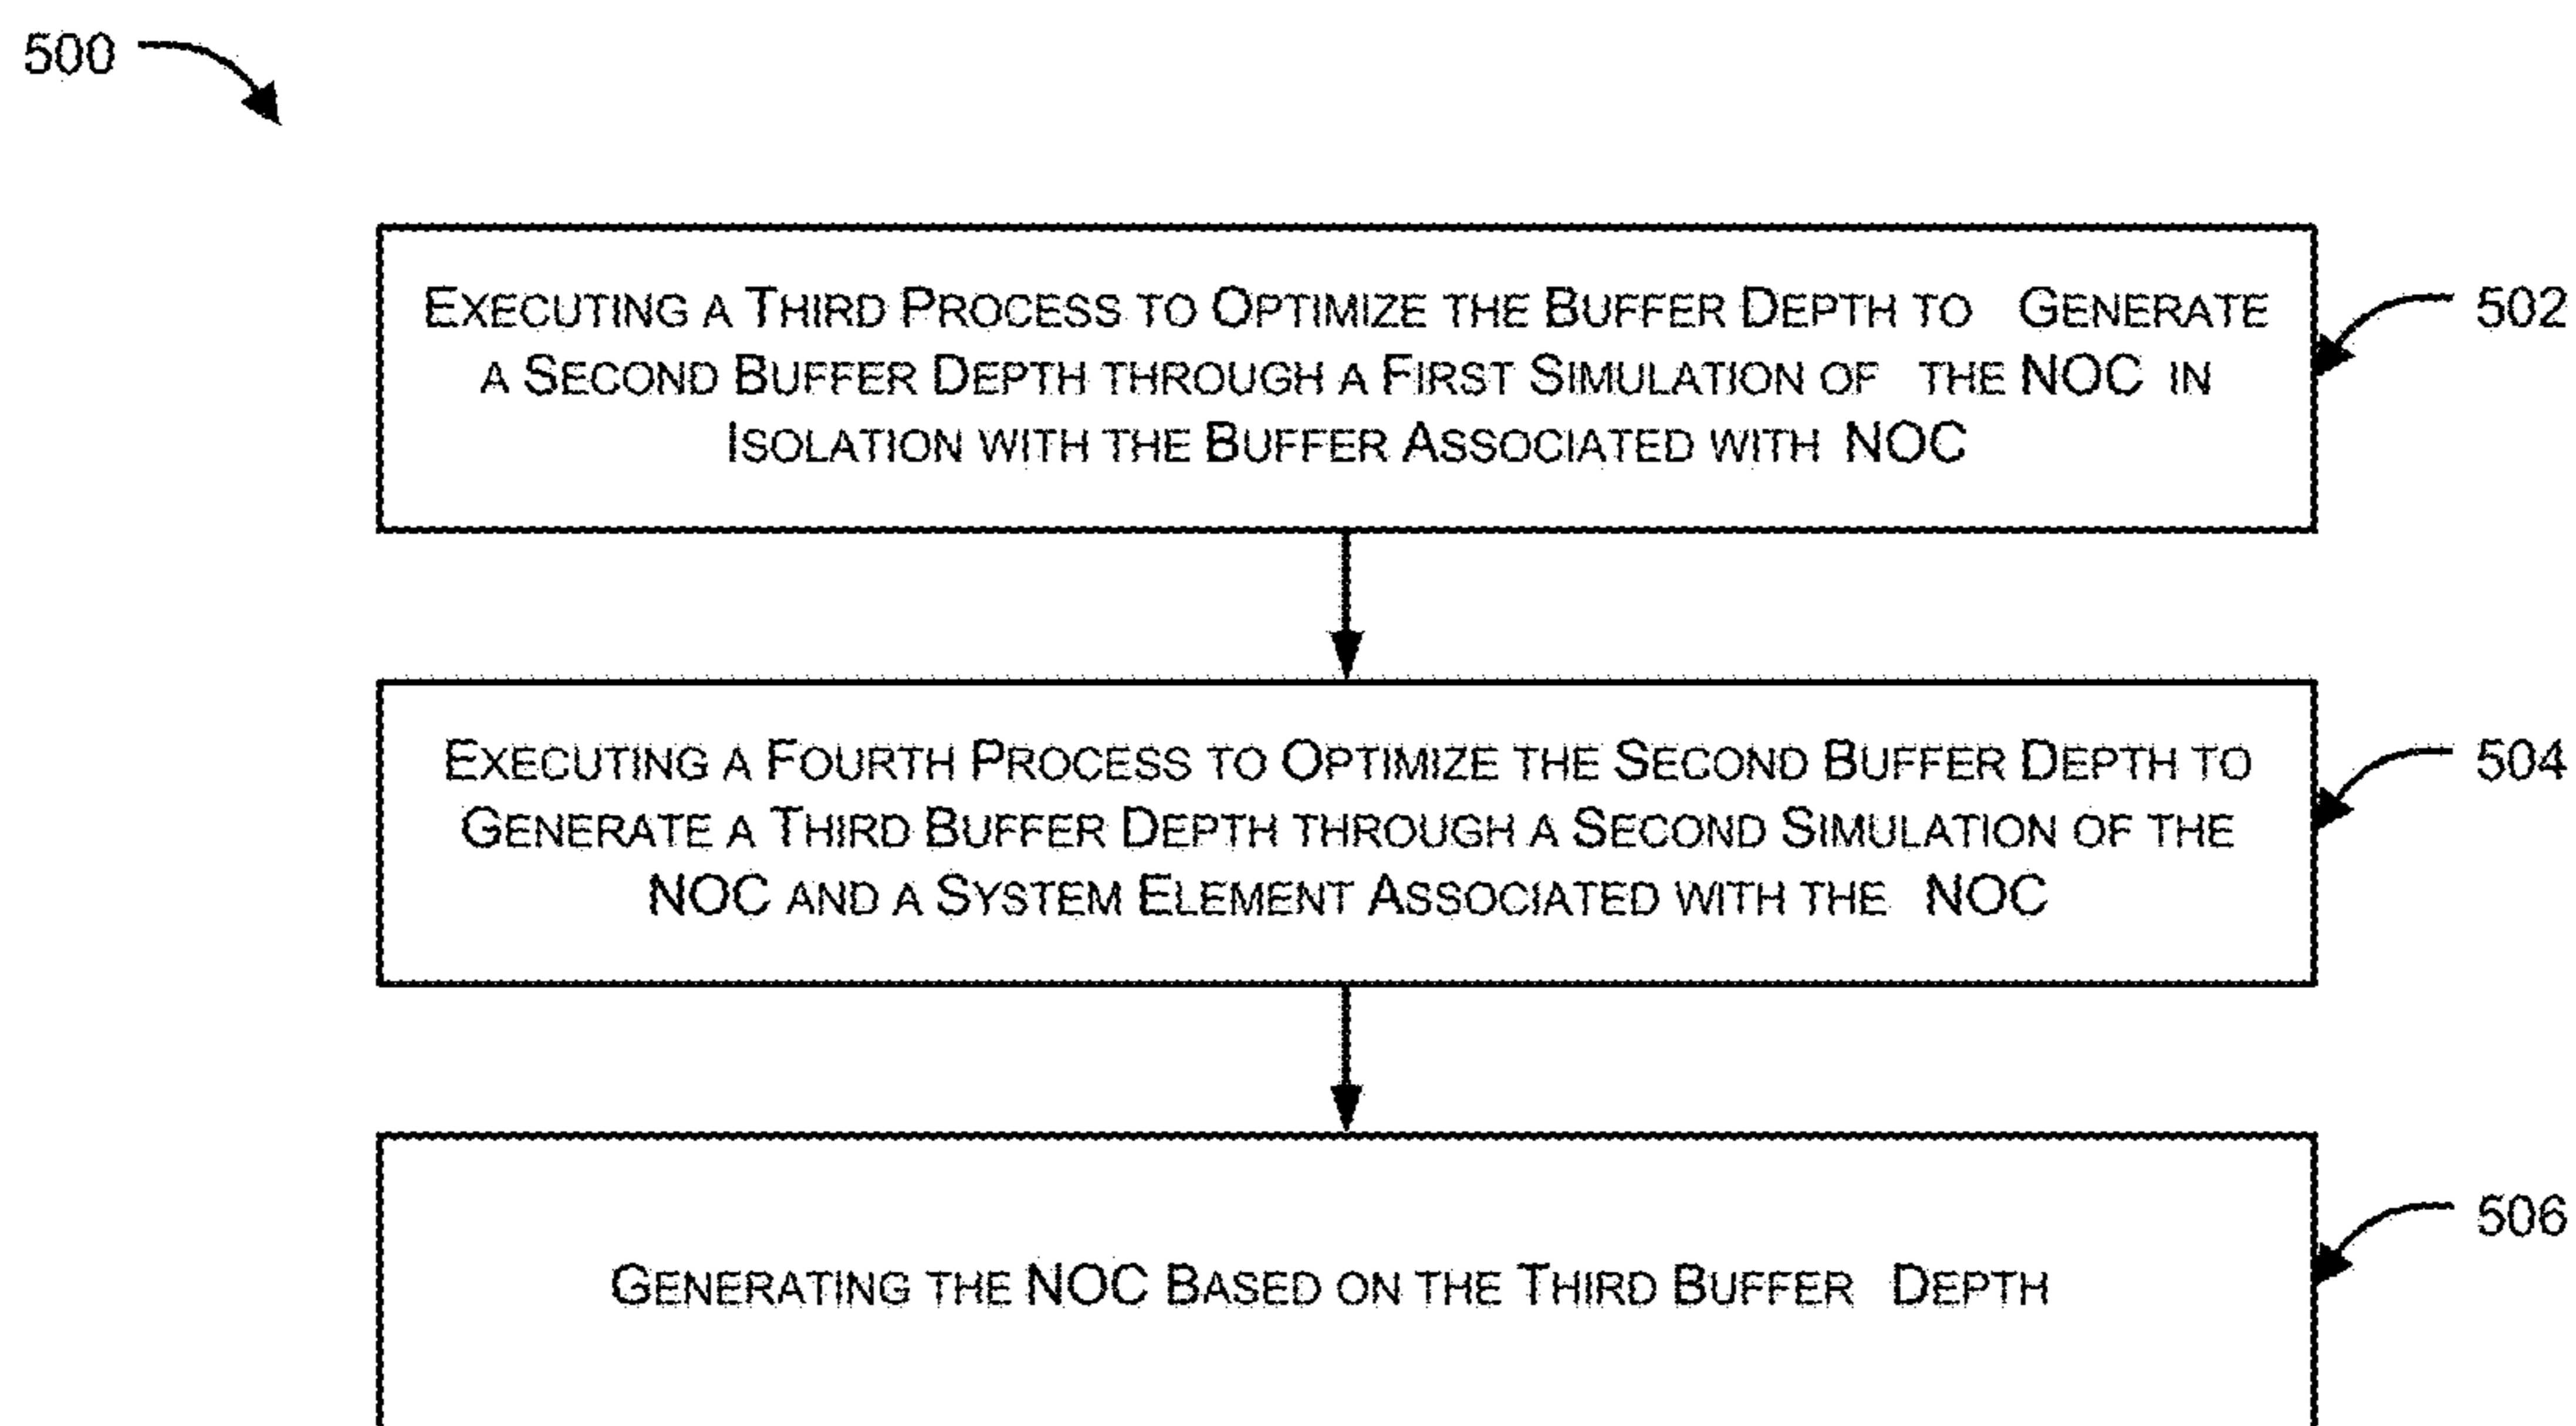 500
EXECUTING A THIRD PROCESS TO OPTIMIZE THE BUFFER DEPTH TO GENERATE
A SECOND BUFFER DEPTH THROUGH A FIRST SIMULATION OF THE NOC IN
ISOLATION WITH THE BUFFER ASSOCIATED WITH NOC
502
EXECUTING A FOURTH PROCESS TO OPTIMIZE THE SECOND BUFFER DEPTH TO
GENERATE A THIRD BUFFER DEPTH THROUGH A SECOND SIMULATION OF THE
NOC AND A SYSTEM ELEMENT ASSOCIATED WITH THE NOC
504
GENERATING THE NOC BASED ON THE THIRD BUFFER DEPTH
506